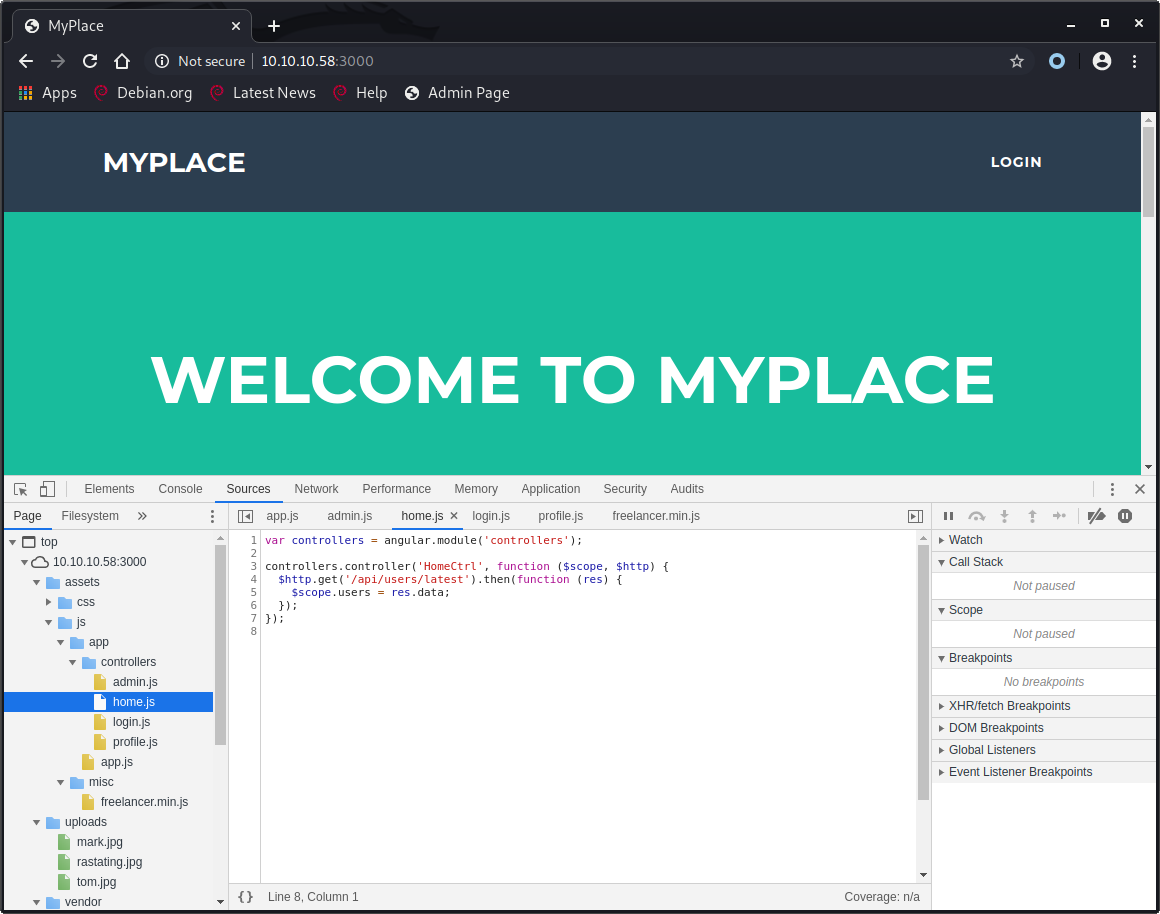 MyPlace
Not secure 10.10.10.58:3000
Apps Debian.org Latest News Help Admin Page
MYPLACE LOGIN
WELCOME TO MYPLACE
Elements Console Sources Network Performance Memory Application Security Audits
Page Filesystem »
top
10.10.10.58:3000
assets
css
js
app
controllers
admin.js
home.js
login.js
profile.js
app.js
misc
freelancer.min.js
uploads
mark.jpg
rastating.jpg
tom.jpg
vendor
app.js admin.js home.js login.js profile.js freelancer.min.js
1 var controllers = angular.module('controllers');
2
3 controllers.controller('HomeCtrl', function ($scope, $http) {
4 $http.get('/api/users/latest').then(function (res) {
5 $scope.users = res.data;
6 });
7 });
8
{} Line 8, Column 1 Coverage: n/a
Watch
Call Stack
Not paused
Scope
Not paused
Breakpoints
No breakpoints
XHR/fetch Breakpoints
DOM Breakpoints
Global Listeners
Event Listener Breakpoints